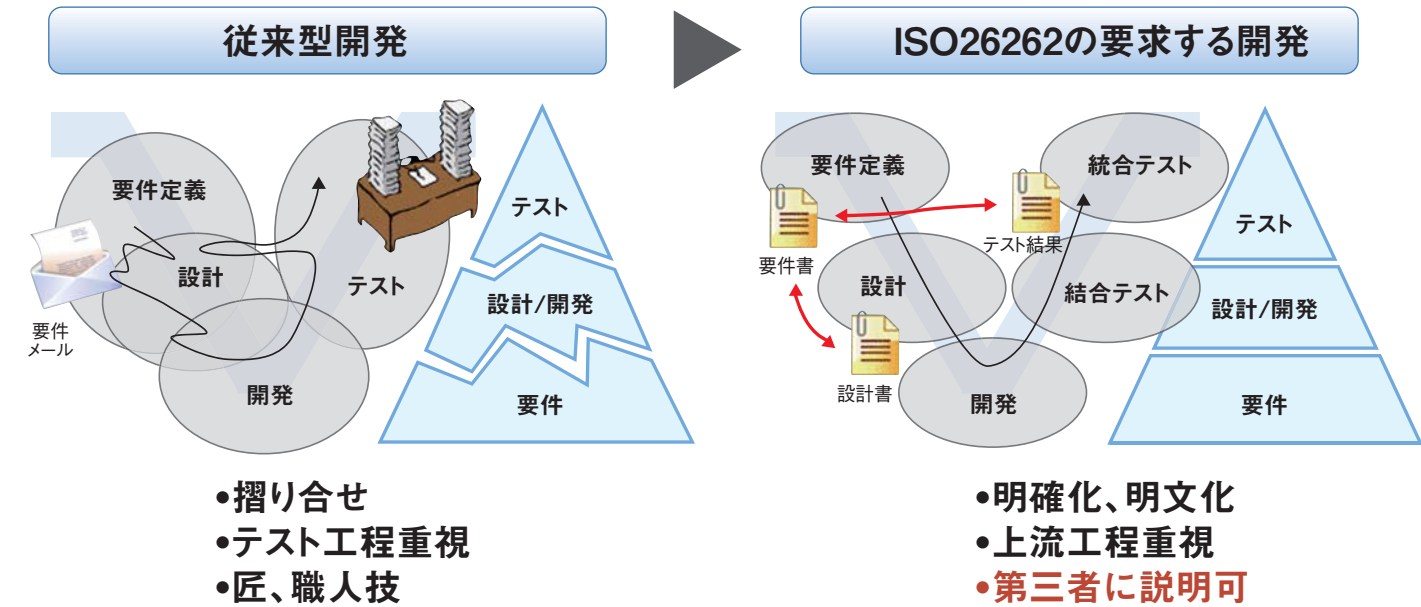 従来型開発
ISO26262の要求する開発
要件定義
設計
開発
テスト
要件
メール
テスト
設計/開発
要件
•摺り合せ
•テスト工程重視
•匠、職人技
要件定義
統合テスト
要件書
テスト結果
設計
結合テスト
設計書
開発
テスト
設計/開発
要件
•明確化、明文化
•上流工程重視
•第三者に説明可